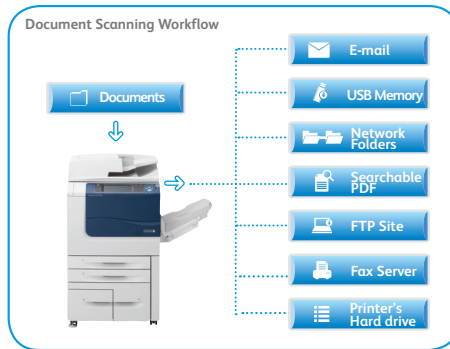 Document Scanning Workflow
Documents
E-mail
USB Memory
Network
Folders
Searchable
PDF
FTP Site
Fax Server
Printer's
Hard drive